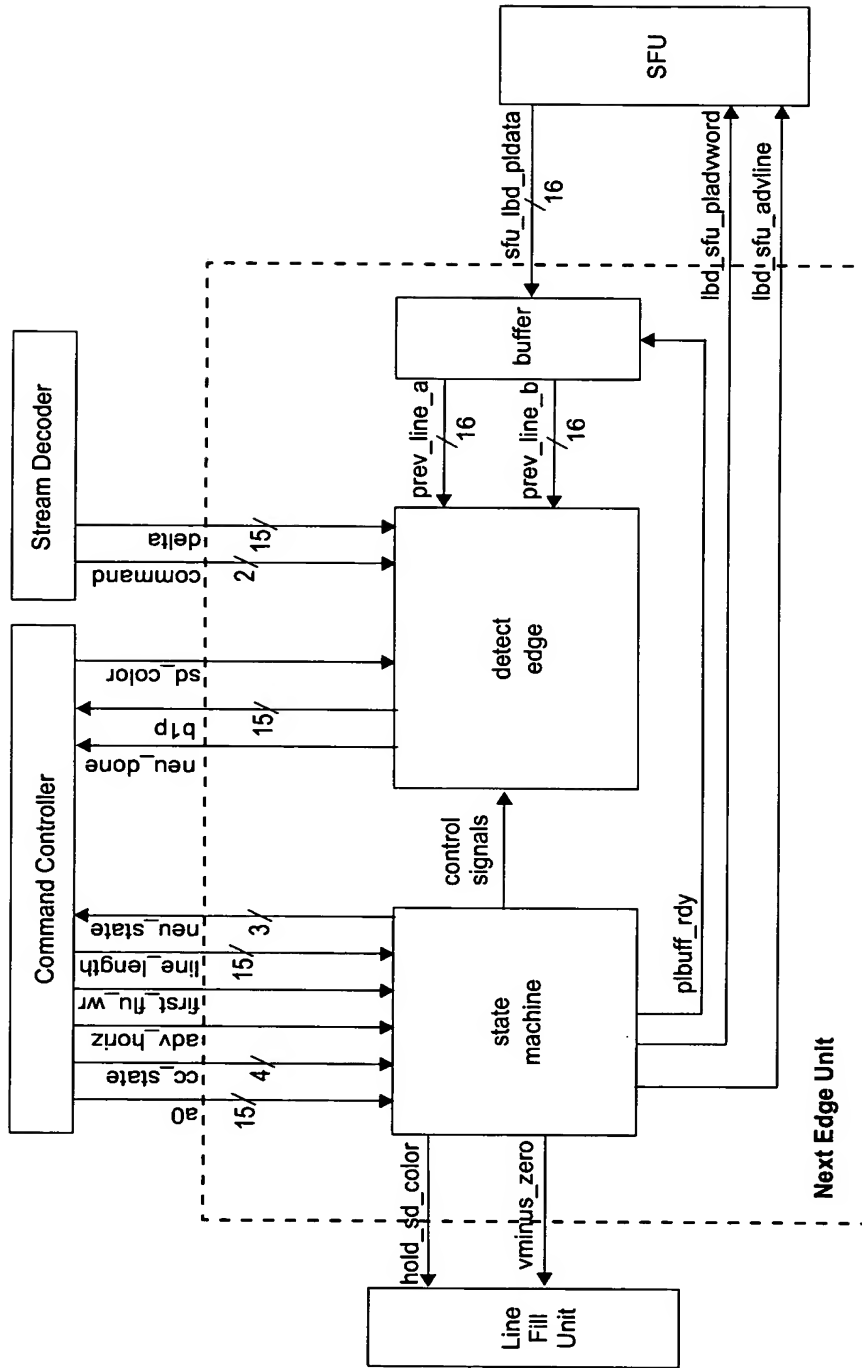 Command Controller
Stream Decoder
a0
15
cc_state
4
adv_horiz
first_flu_wr
line_length
15
neu_state
3
neu_done
b1p
15
sd_color
command
2
delta
15
hold_sd_color
vminus_zero
Line
Fill
Unit
state
machine
control
signals
detect
edge
prev_line_a
16
prev_line_b
16
buffer
sfu_lbd_pldata
16
SFU
lbd_sfu_pladvword
lbd_sfu_advline
plbuff_rdy
Next Edge Unit